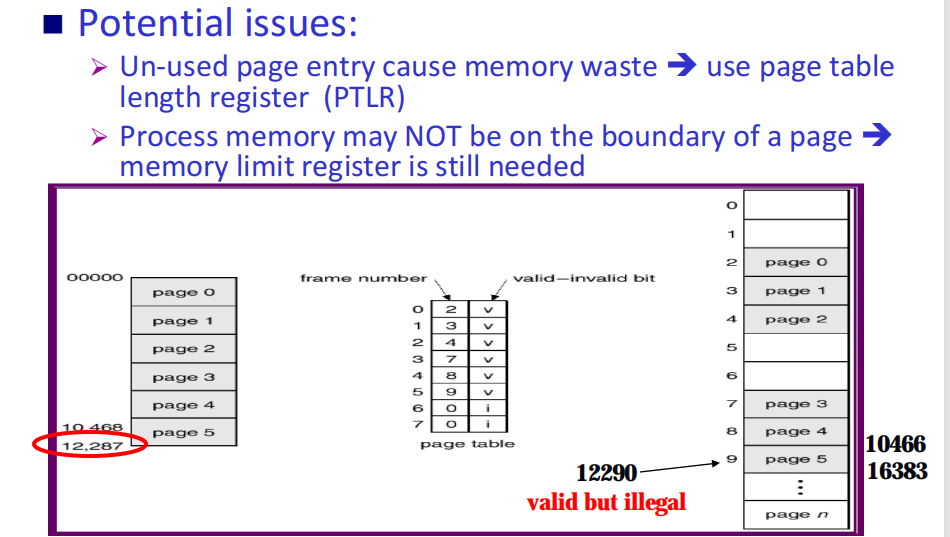 Potential issues:
Un-used page entry cause memory waste ➔ use page table
length register (PTLR)
Process memory may NOT be on the boundary of a page ➔
memory limit register is still needed
00000
page 0
page 1
page 2
page 3
page 4
10,468
page 5
12,287
frame number
valid–invalid bit
0 2 v
1 3 v
2 4 v
3 7 v
4 8 v
5 9 v
6 0 i
7 0 i
page table
0
1
2 page 0
3 page 1
4 page 2
5
6
7 page 3
8 page 4
9 page 5
⋮
page n
10466
16383
12290
valid but illegal